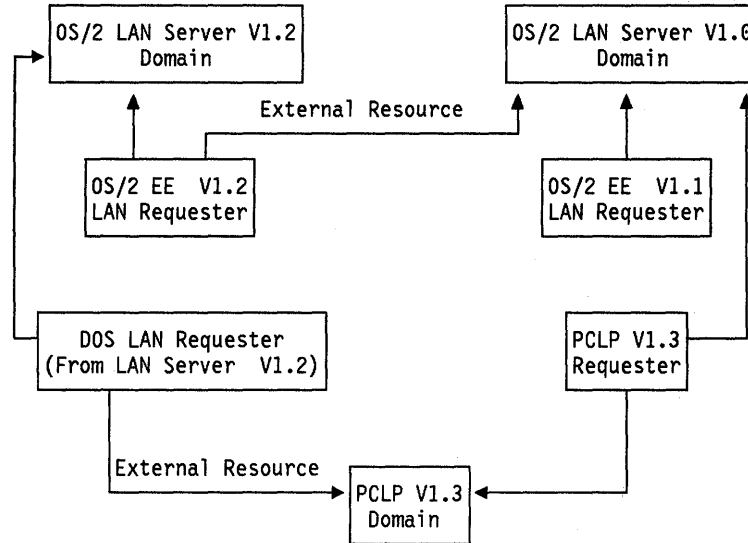 OS/2 LAN Server V1.2
Domain
OS/2 LAN Server V1.0
Domain
External Resource
OS/2 EE V1.2
LAN Requester
OS/2 EE V1.1
LAN Requester
DOS LAN Requester
(From LAN Server V1.2)
PCLP V1.3
Requester
External Resource
PCLP V1.3
Domain